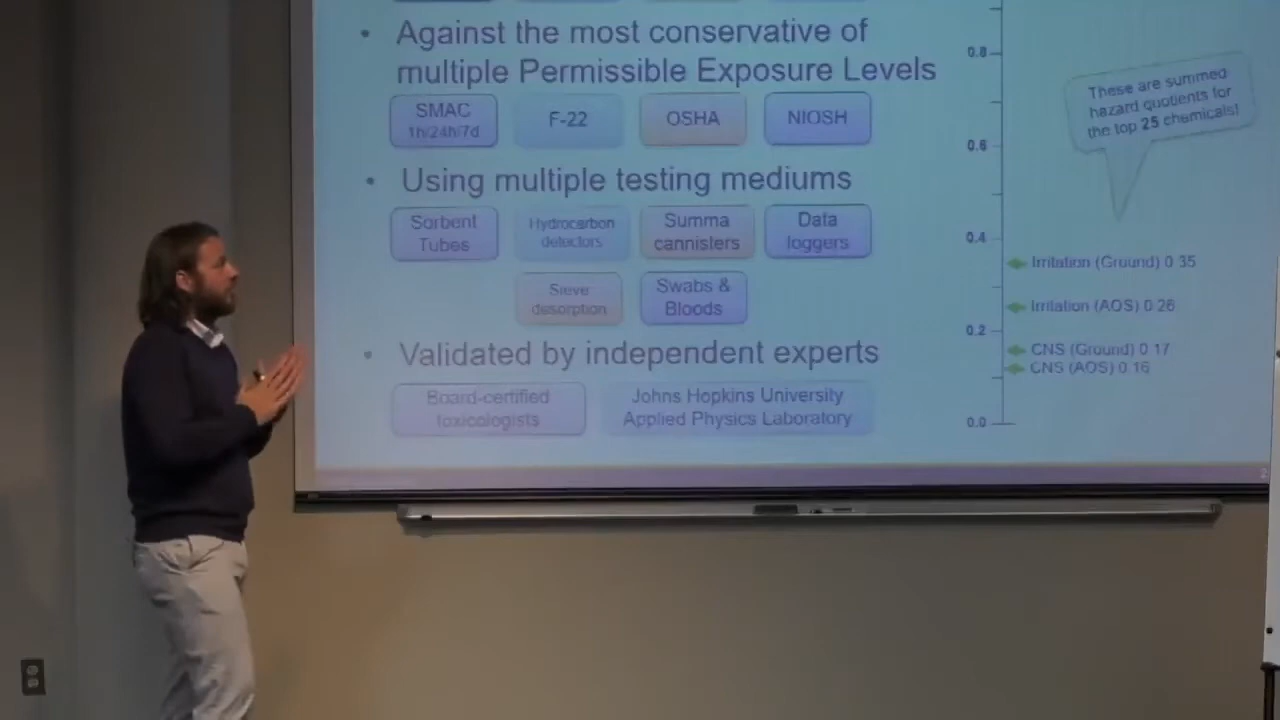 • Against the most conservative of
multiple Permissible Exposure Levels
SMAC
1h/24h/7d
F-22
OSHA
NIOSH
• Using multiple testing mediums
Sorbent
Tubes
Hydrocarbon
detectors
Summa
cannisters
Data
loggers
Sieve
desorption
Swabs &
Bloods
• Validated by independent experts
Board-certified
toxicologists
Johns Hopkins University
Applied Physics Laboratory
0.8
0.6
0.4
0.2
0.0
These are summed
hazard quotients for
the top 25 chemicals!
Irritation (Ground) 0.35
Irritation (AOS) 0.26
CNS (Ground) 0.17
CNS (AOS) 0.16